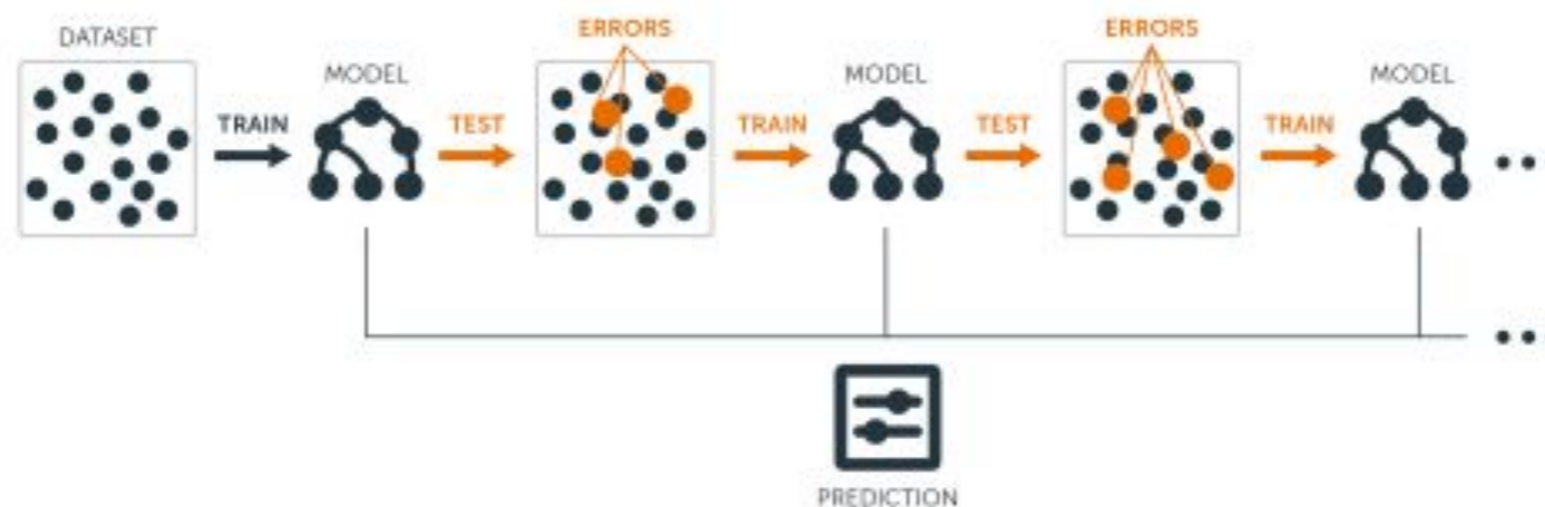 DATASET
MODEL
ERRORS
MODEL
ERRORS
MODEL
TRAIN
TEST
TRAIN
TEST
TRAIN
PREDICTION